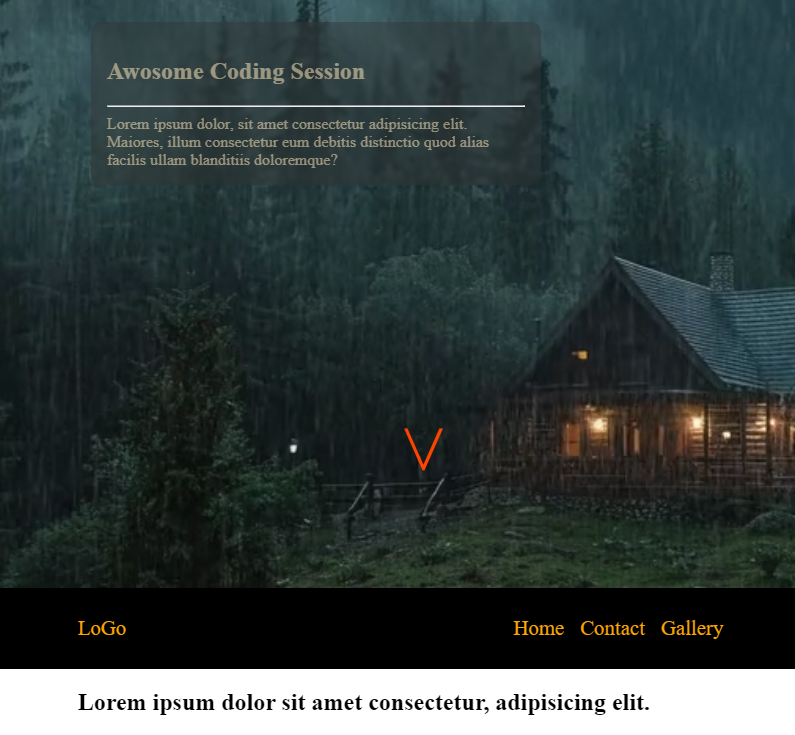 Awosome Coding Session
Lorem ipsum dolor, sit amet consectetur adipisicing elit.
Maiores, illum consectetur eum debitis distinctio quod alias
facilis ullam blanditiis doloremque?
LoGo Home Contact Gallery
Lorem ipsum dolor sit amet consectetur, adipisicing elit.